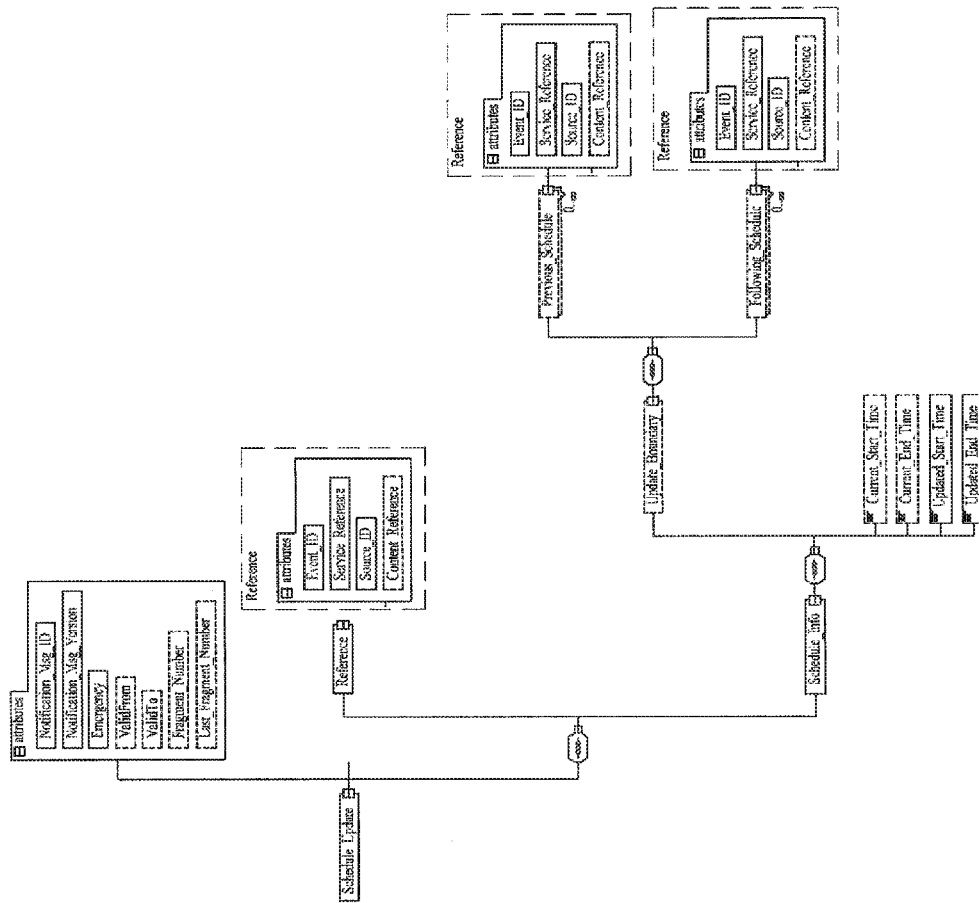 Schedule_Update
attributes
Notification_Msg_ID
Notification_Msg_Version
Emergency
ValidFrom
ValidTo
Fragment_Number
Last_Fragment_Number
Reference
Reference
attributes
Event_ID
Service_Reference
Source_ID
Content_Reference
Schedule_Info
Update_Boundary
Previous_Schedule
0..∞
Reference
attributes
Event_ID
Service_Reference
Source_ID
Content_Reference
Following_Schedule
0..∞
Reference
attributes
Event_ID
Service_Reference
Source_ID
Content_Reference
Current_Start_Time
Current_End_Time
Updated_Start_Time
Updated_End_Time